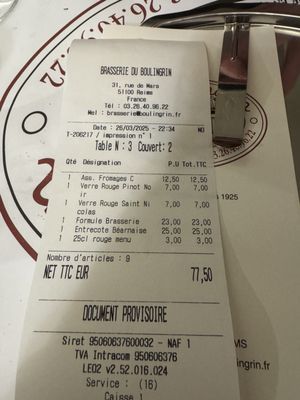 BRASSERIE DU BOULINGRIN
31, rue de Mars
51100 Reims
France
Tél : 03.26.40.96.22
Mel : brasserie@boulingrin.fr
Date : 26/03/2025 - 22:34 NO
T-206217 / impression n° 1
Table N : 3 Couvert: 2
Qté Désignation P.U Tot.TTC
1 Ass. Fromages C 12,50 12,50
1 Verre Rouge Pinot No 7,00 7,00
ir
1 Verre Rouge Saint Ni 7,00 7,00
colas
1 Formule Brasserie 23,00 23,00
1 Entrecote Béarnaise 25,00 25,00
1 25cl rouge menu 3,00 3,00
Nombre d'articles : 9
NET TTC EUR 77,50
DOCUMENT PROVISOIRE
Siret 95060637600032 - NAF 1
TVA Intracom 950606376
LE02 v2.52.016.024
Service : (16)
Caisse 1
1925
ngrin.fr